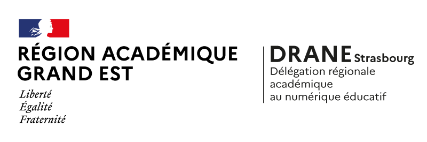 RÉGION ACADÉMIQUE
GRAND EST
Liberté
Égalité
Fraternité
DRANE Strasbourg
Délégation régionale
académique
au numérique éducatif